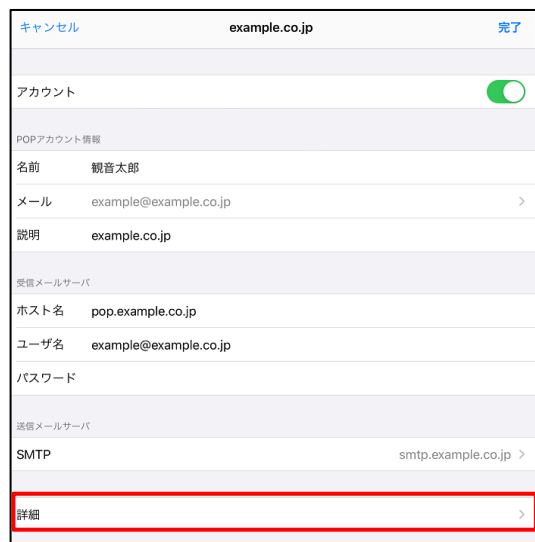 キャンセル example.co.jp 完了
アカウント
POPアカウント情報
名前 観音太郎
メール example@example.co.jp
説明 example.co.jp
受信メールサーバ
ホスト名 pop.example.co.jp
ユーザ名 example@example.co.jp
パスワード
送信メールサーバ
SMTP smtp.example.co.jp
詳細